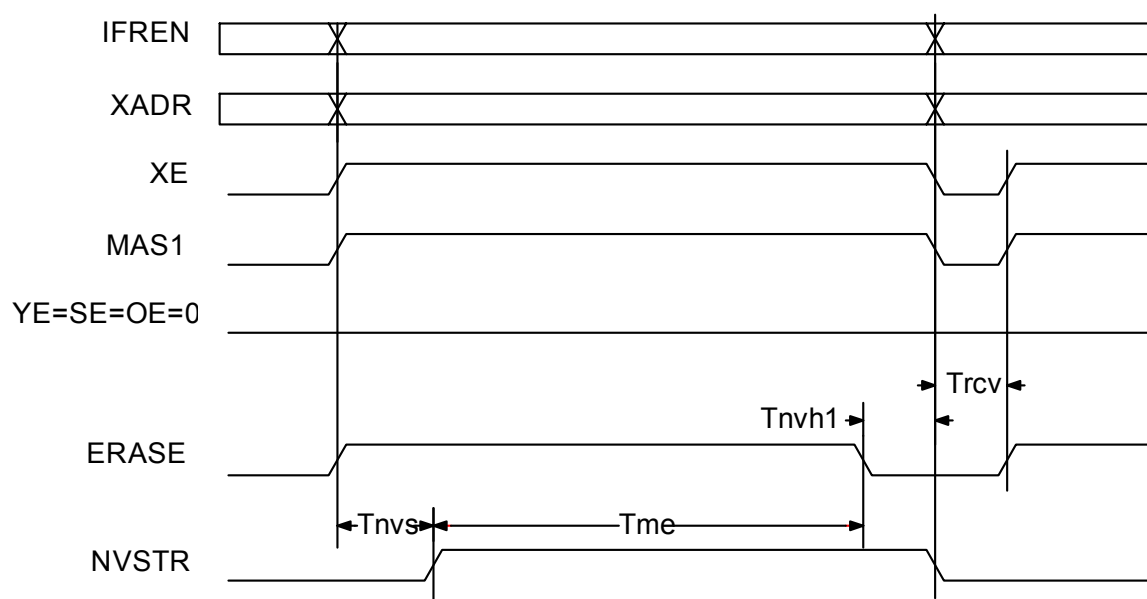 IFREN
XADR
XE
MAS1
YE=SE=OE=0
Trcv
Tnvh1
ERASE
Tnvs
Tme
NVSTR